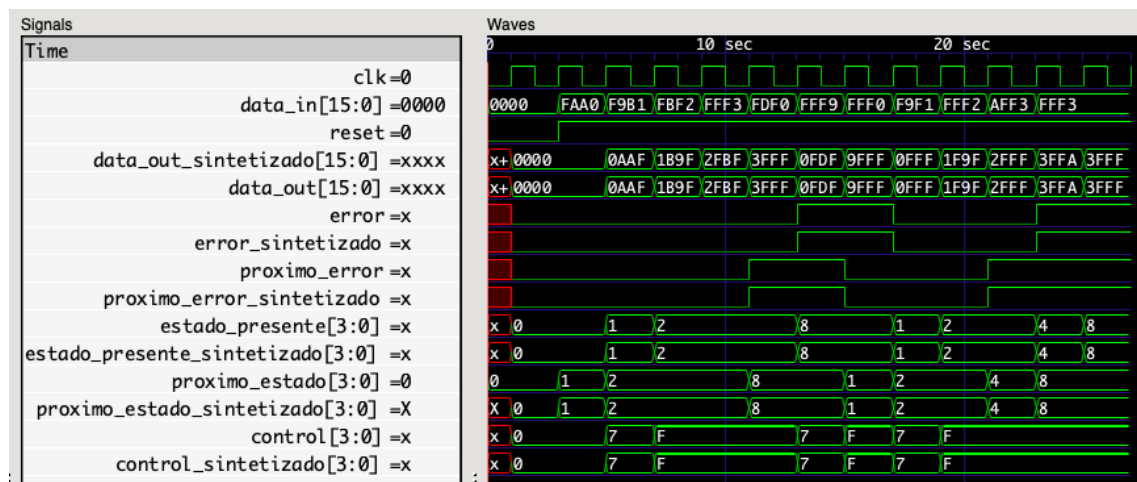 Signals Waves
Time 0 10 sec 20 sec
clk=0
data_in[15:0] =0000 0000 FAA0 F9B1 FBF2 FFF3 FDF0 FFF9 FFF0 F9F1 FFF2 AFF3 FFF3
reset=0
data_out_sintetizado[15:0] =xxxx x+ 0000 0AAF 1B9F 2FBF 3FFF 0FDF 9FFF 0FFF 1F9F 2FFF 3FFA 3FFF
data_out[15:0] =xxxx x+ 0000 0AAF 1B9F 2FBF 3FFF 0FDF 9FFF 0FFF 1F9F 2FFF 3FFA 3FFF
error=x
error_sintetizado =x
proximo_error=x
proximo_error_sintetizado =x
estado_presente[3:0] =x x 0 1 2 8 1 2 4 8
estado_presente_sintetizado[3:0] =x x 0 1 2 8 1 2 4 8
proximo_estado[3:0] =0 0 1 2 8 1 2 4 8
proximo_estado_sintetizado[3:0] =X X 0 1 2 8 1 2 4 8
control[3:0] =x x 0 7 F 7 F 7 F
control_sintetizado[3:0] =x x 0 7 F 7 F 7 F